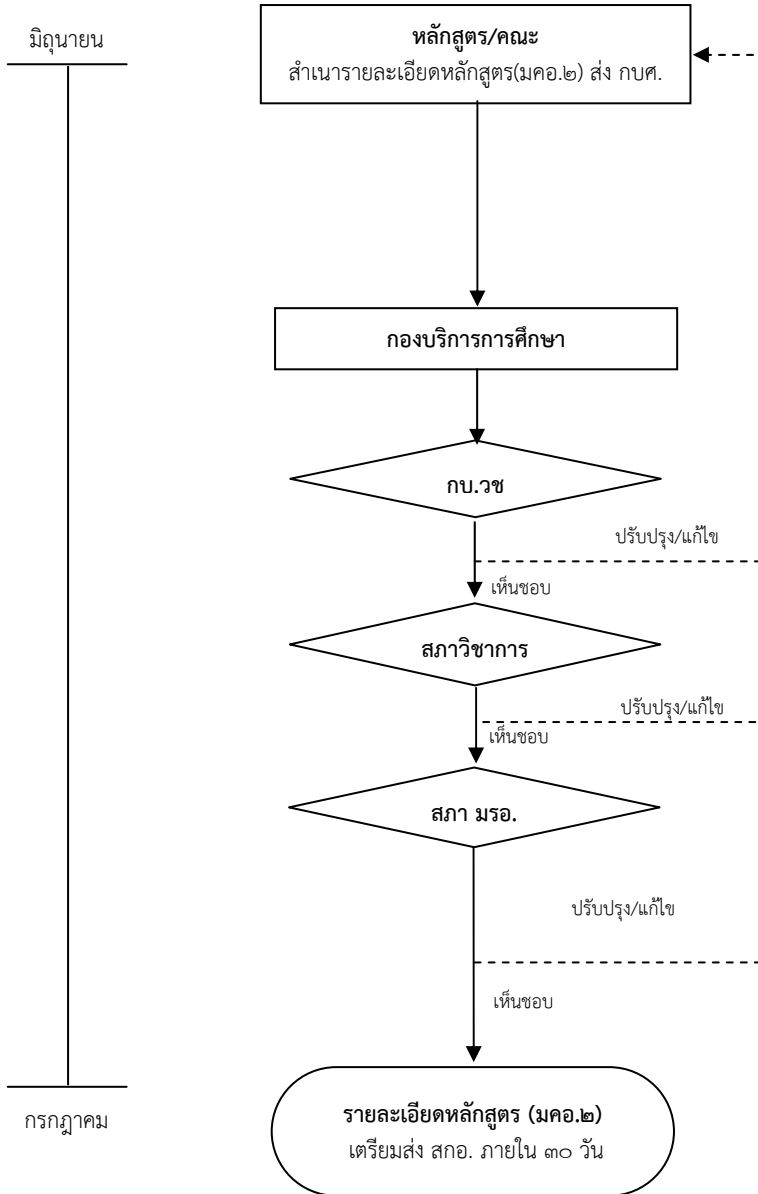 มิถุนายน
หลักสูตร/คณะ
สำเนารายละเอียดหลักสูตร(มคอ.๒) ส่ง กบศ.
กองบริการการศึกษา
กบ.วช
ปรับปรุง/แก้ไข
เห็นชอบ
สภาวิชาการ
ปรับปรุง/แก้ไข
เห็นชอบ
สภา มรอ.
ปรับปรุง/แก้ไข
เห็นชอบ
กรกฎาคม
รายละเอียดหลักสูตร (มคอ.๒)
เตรียมส่ง สกอ. ภายใน ๓๐ วัน